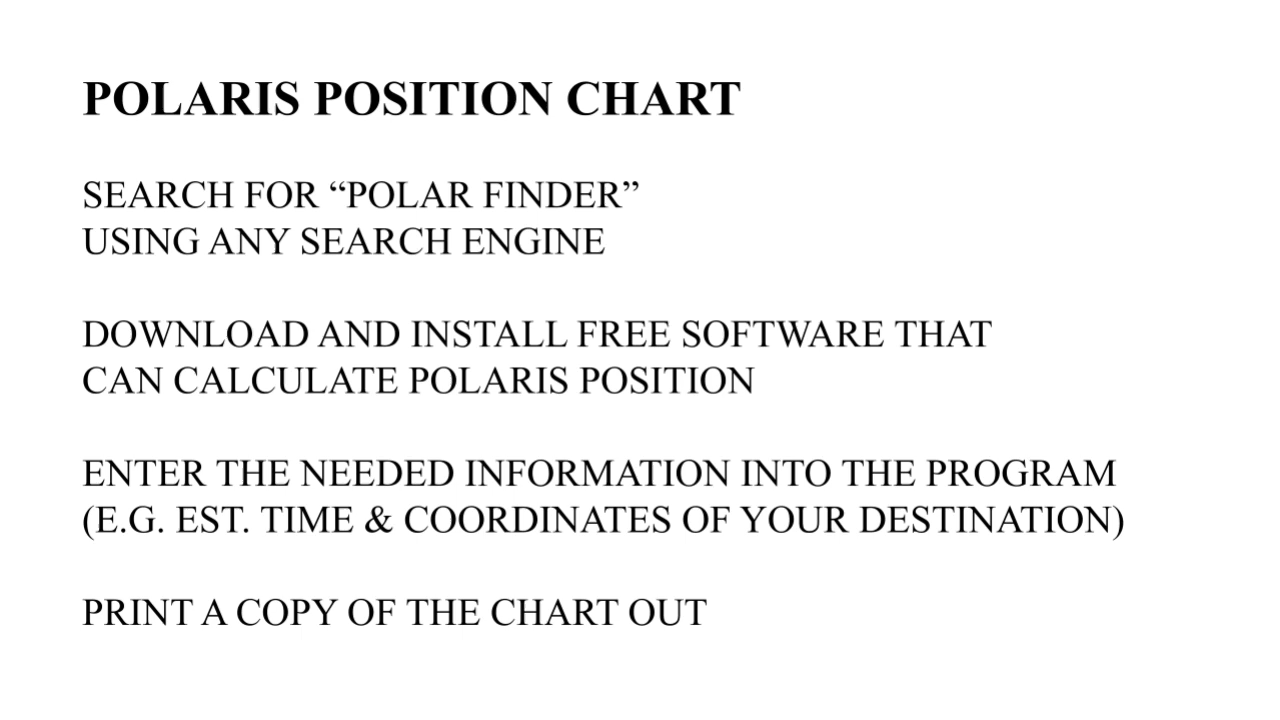 POLARIS POSITION CHART
SEARCH FOR “POLAR FINDER”
USING ANY SEARCH ENGINE
DOWNLOAD AND INSTALL FREE SOFTWARE THAT
CAN CALCULATE POLARIS POSITION
ENTER THE NEEDED INFORMATION INTO THE PROGRAM
(E.G. EST. TIME & COORDINATES OF YOUR DESTINATION)
PRINT A COPY OF THE CHART OUT